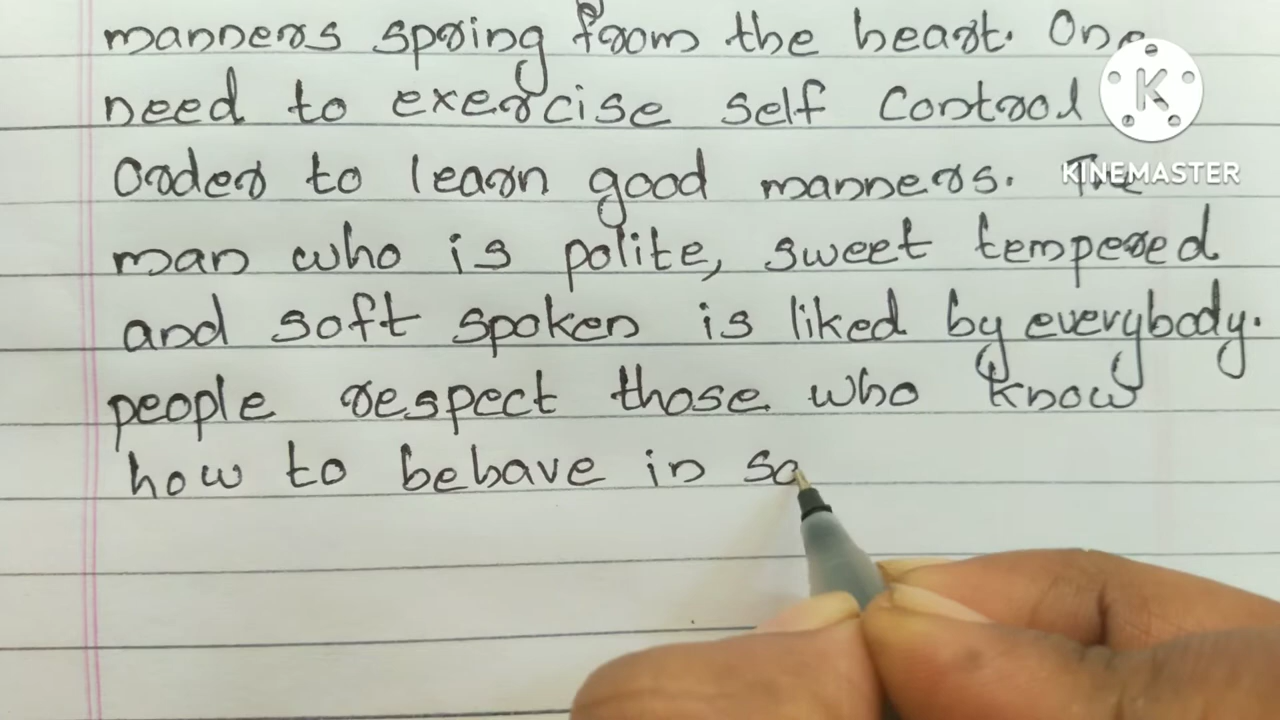 manners spring from the heart. One
need to exercise self control
order to learn good manners. The
man who is polite, sweet tempered
and soft spoken is liked by everybody.
people respect those who know
how to behave in so
K
KINEMASTER